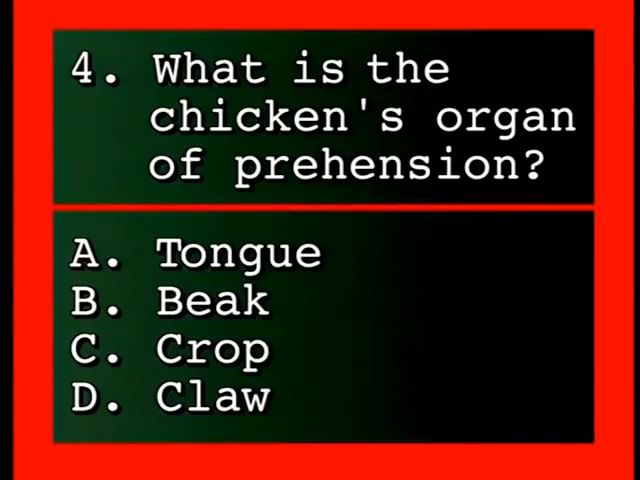 4. What is the
chicken's organ
of prehension?
A. Tongue
B. Beak
C. Crop
D. Claw